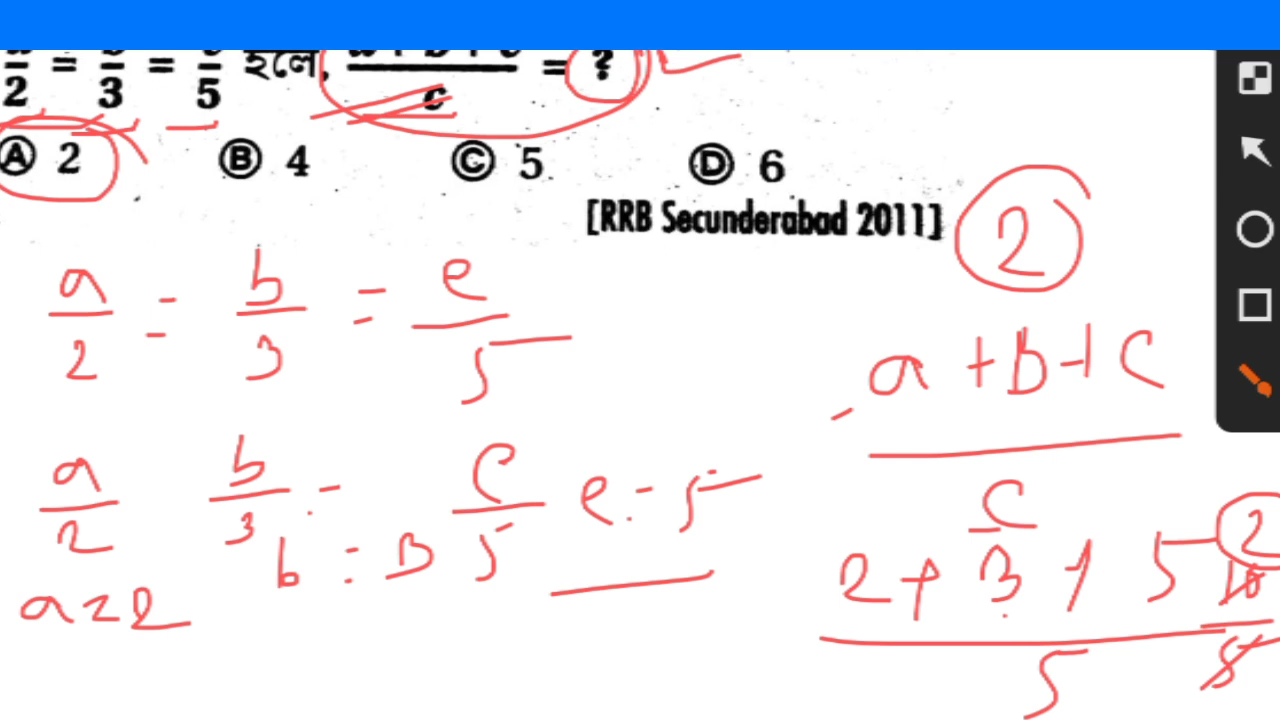 a/2 = b/3 = c/5 হলে, a+b+c/c = ?
Ⓐ 2 Ⓑ 4 Ⓒ 5 Ⓓ 6
[RRB Secunderabad 2011]
2
a/2 = b/3 = c/5
a+b+c/c
a/2 b/3 = c/5 c = 5
a = 2 b = 3
2+3+5/5 10/5 2